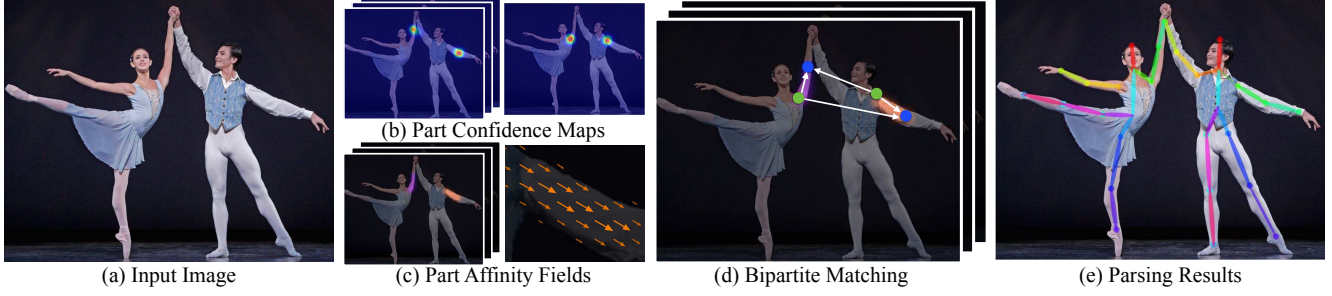 (a) Input Image
(b) Part Confidence Maps
(c) Part Affinity Fields
(d) Bipartite Matching
(e) Parsing Results